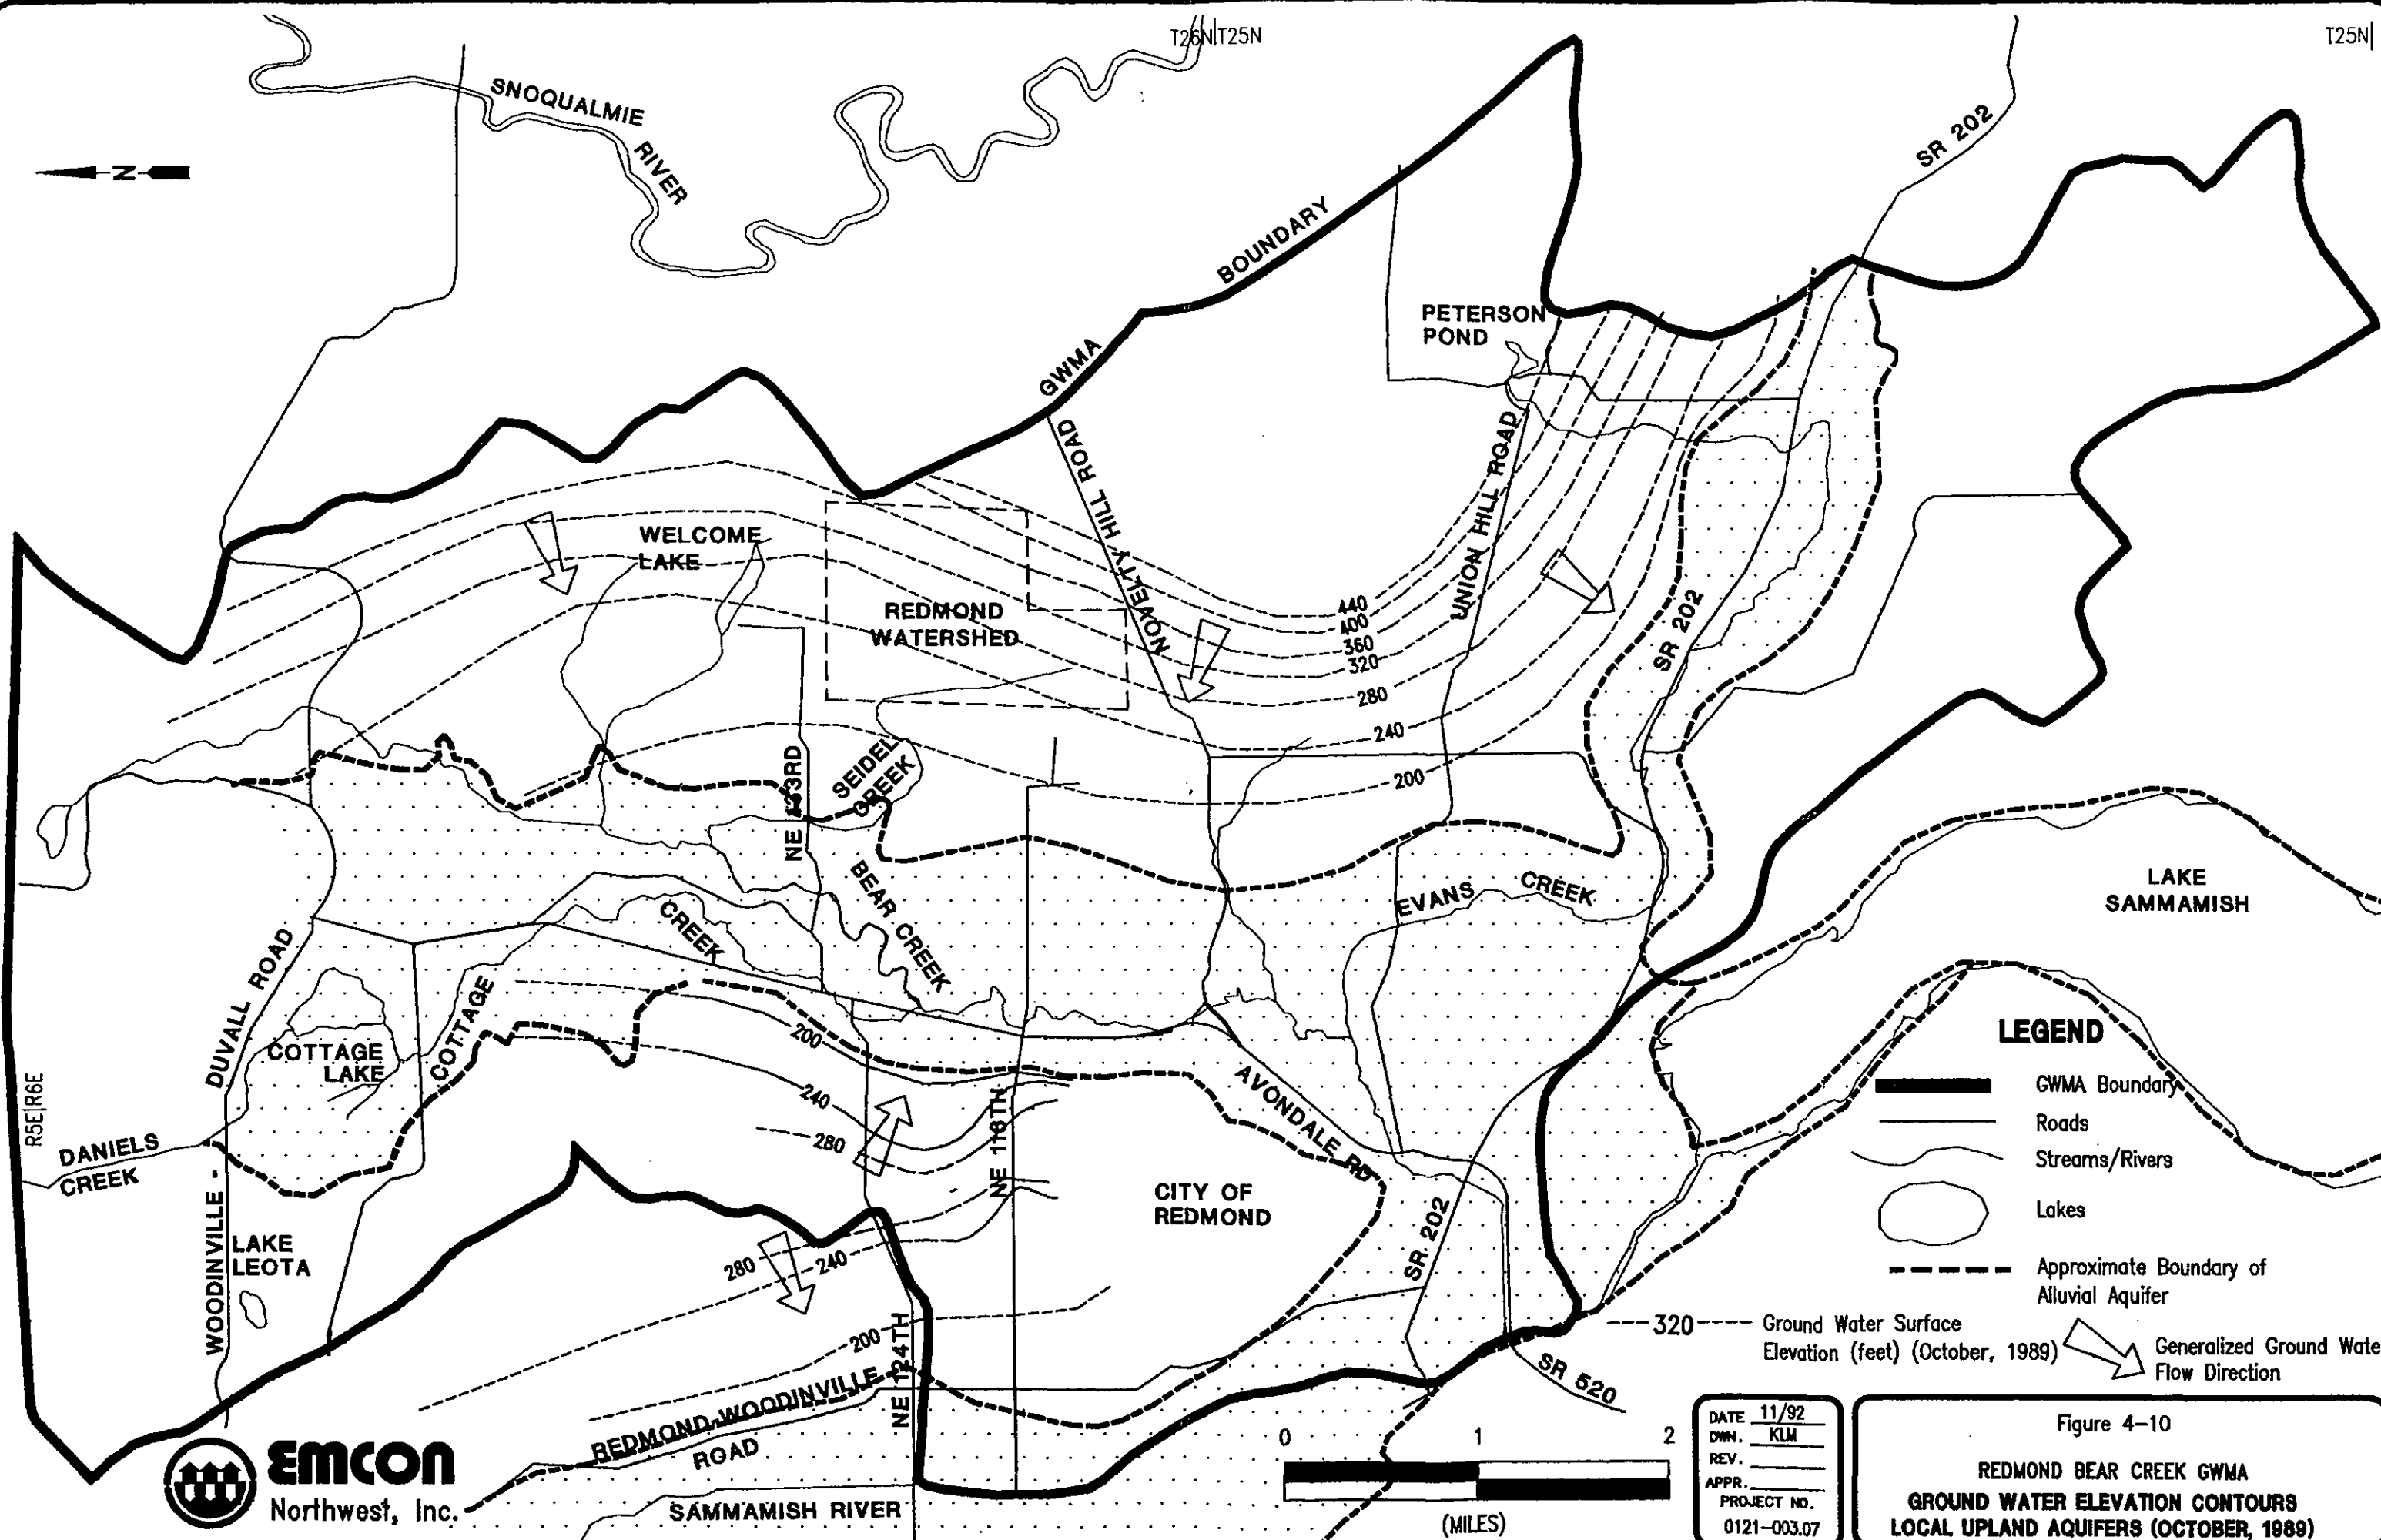 T26N|T25N
T25N|
SNOQUALMIE
RIVER
SR 202
N
BOUNDARY
GWMA
PETERSON
POND
NOVELTY HILL ROAD
UNION HILL ROAD
WELCOME
LAKE
REDMOND
WATERSHED
440
400
360
320
280
240
200
SR 202
NE 133RD
SEIDEL
CREEK
BEAR CREEK
EVANS CREEK
LAKE
SAMMAMISH
DUVALL ROAD
WOODINVILLE -
COTTAGE
CREEK
COTTAGE
LAKE
R5E|R6E
DANIELS
CREEK
LAKE
LEOTA
200
240
280
NE 116TH
AVONDALE RD
CITY OF
REDMOND
SR 202
280
240
200
NE 124TH
REDMOND-WOODINVILLE
ROAD
SAMMAMISH RIVER
SR 520
LEGEND
GWMA Boundary
Roads
Streams/Rivers
Lakes
Approximate Boundary of
Alluvial Aquifer
320
Ground Water Surface
Elevation (feet) (October, 1989)
Generalized Ground Wate
Flow Direction
EMCON
Northwest, Inc.
0 1 2
(MILES)
DATE 11/92
DWN. KLM
REV.
APPR.
PROJECT NO.
0121-003.07
Figure 4-10
REDMOND BEAR CREEK GWMA
GROUND WATER ELEVATION CONTOURS
LOCAL UPLAND AQUIFERS (OCTOBER, 1989)